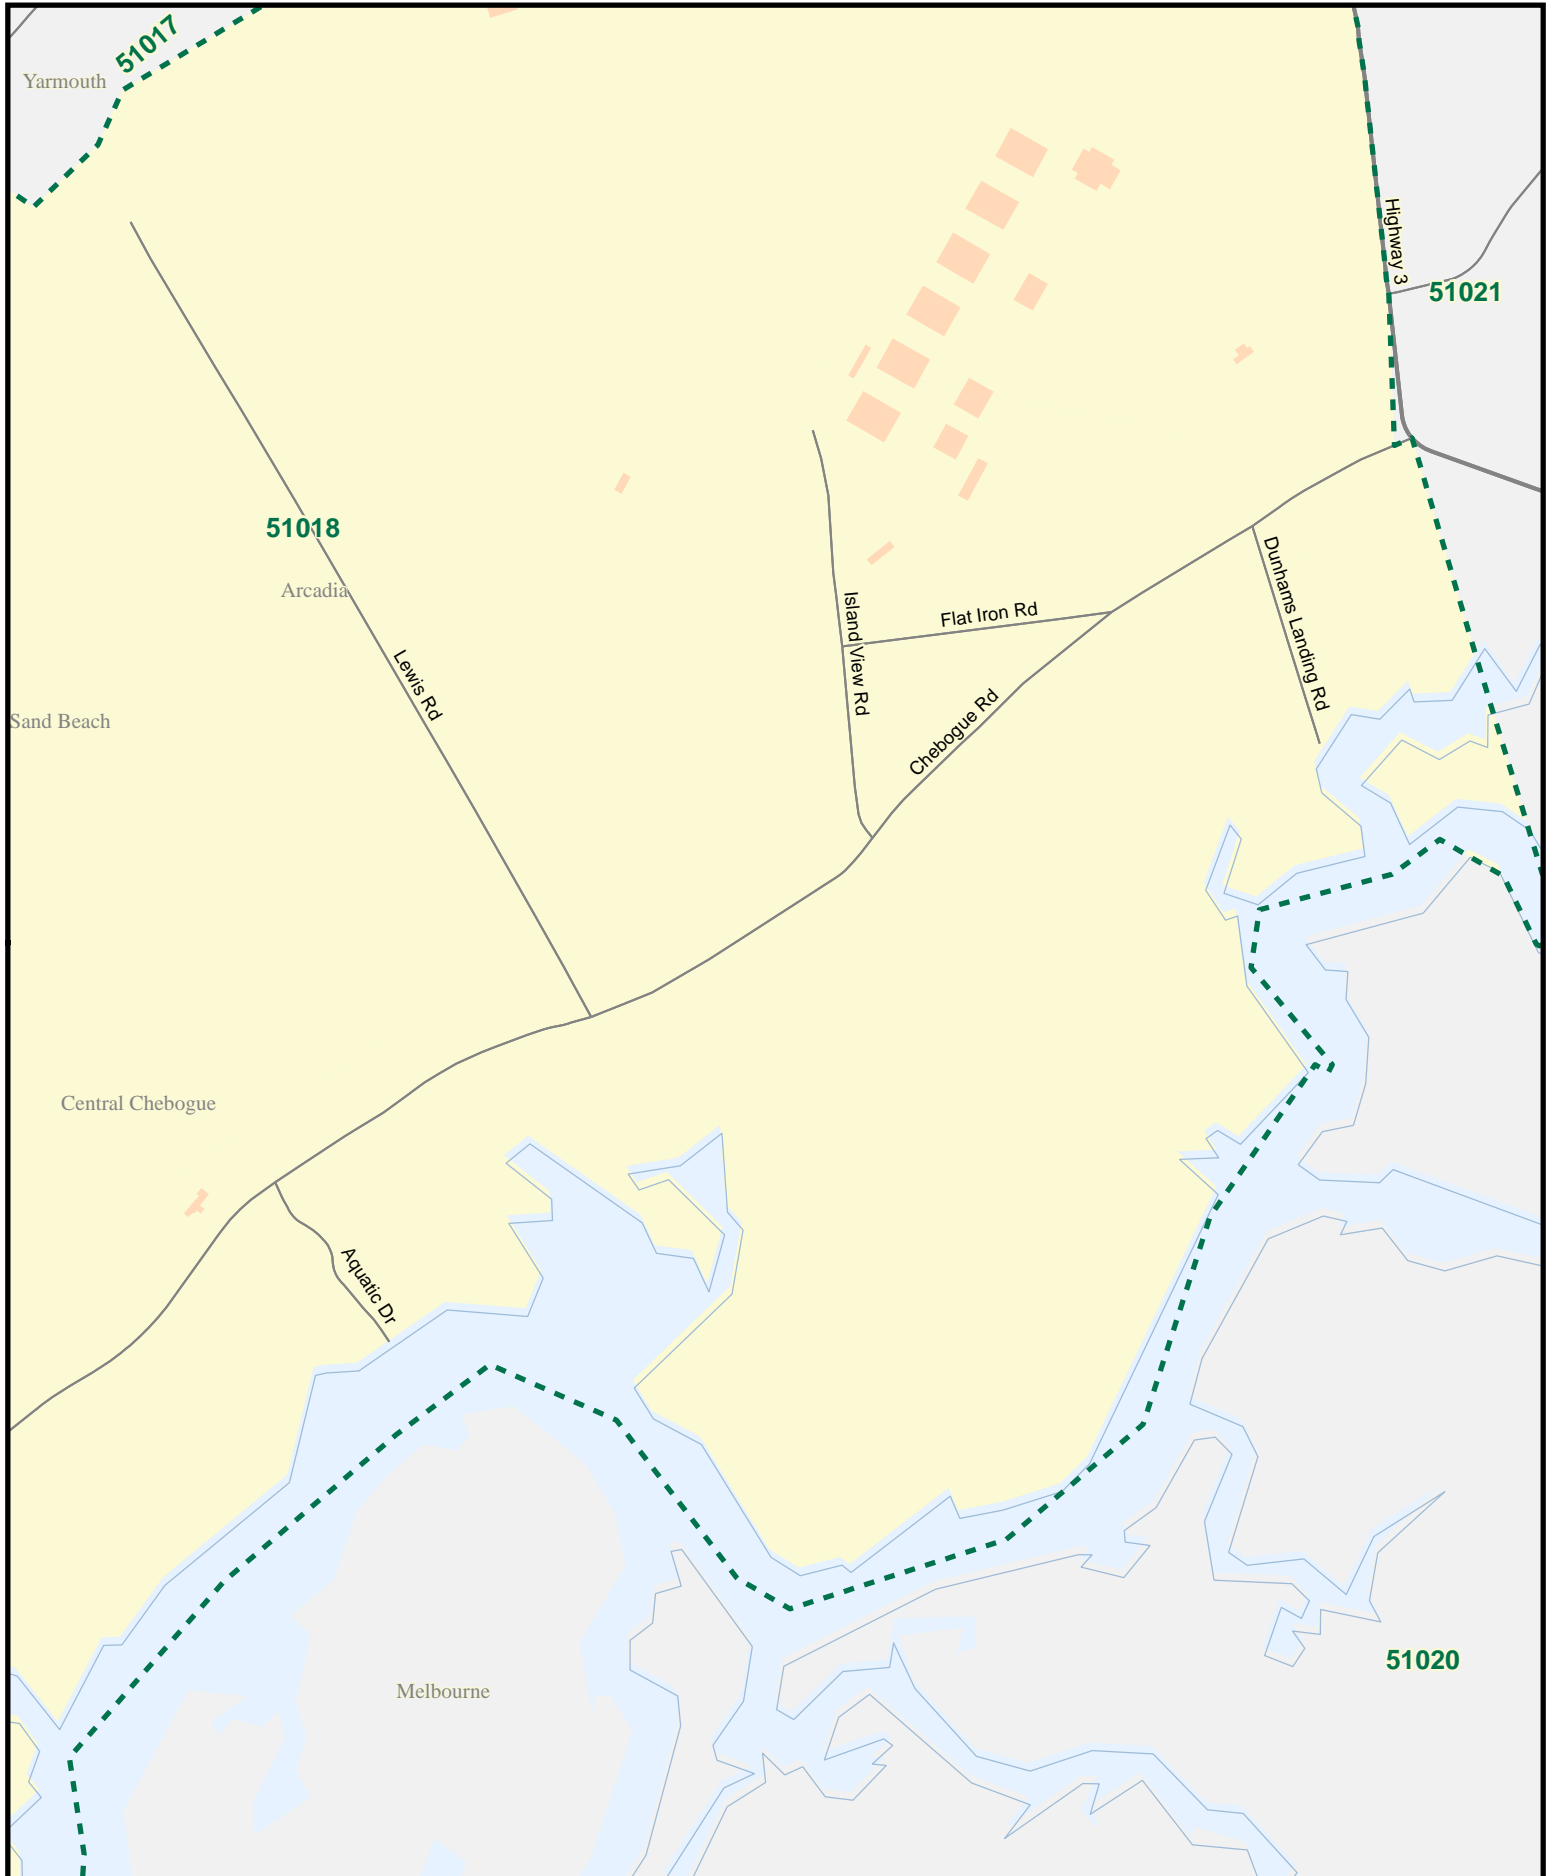 51017
Yarmouth
Highway 3
51021
51018
Arcadia
Island View Rd
Flat Iron Rd
Dunhams Landing Rd
Lewis Rd
Sand Beach
Chebogue Rd
Central Chebogue
Aquatic Dr
51020
Melbourne